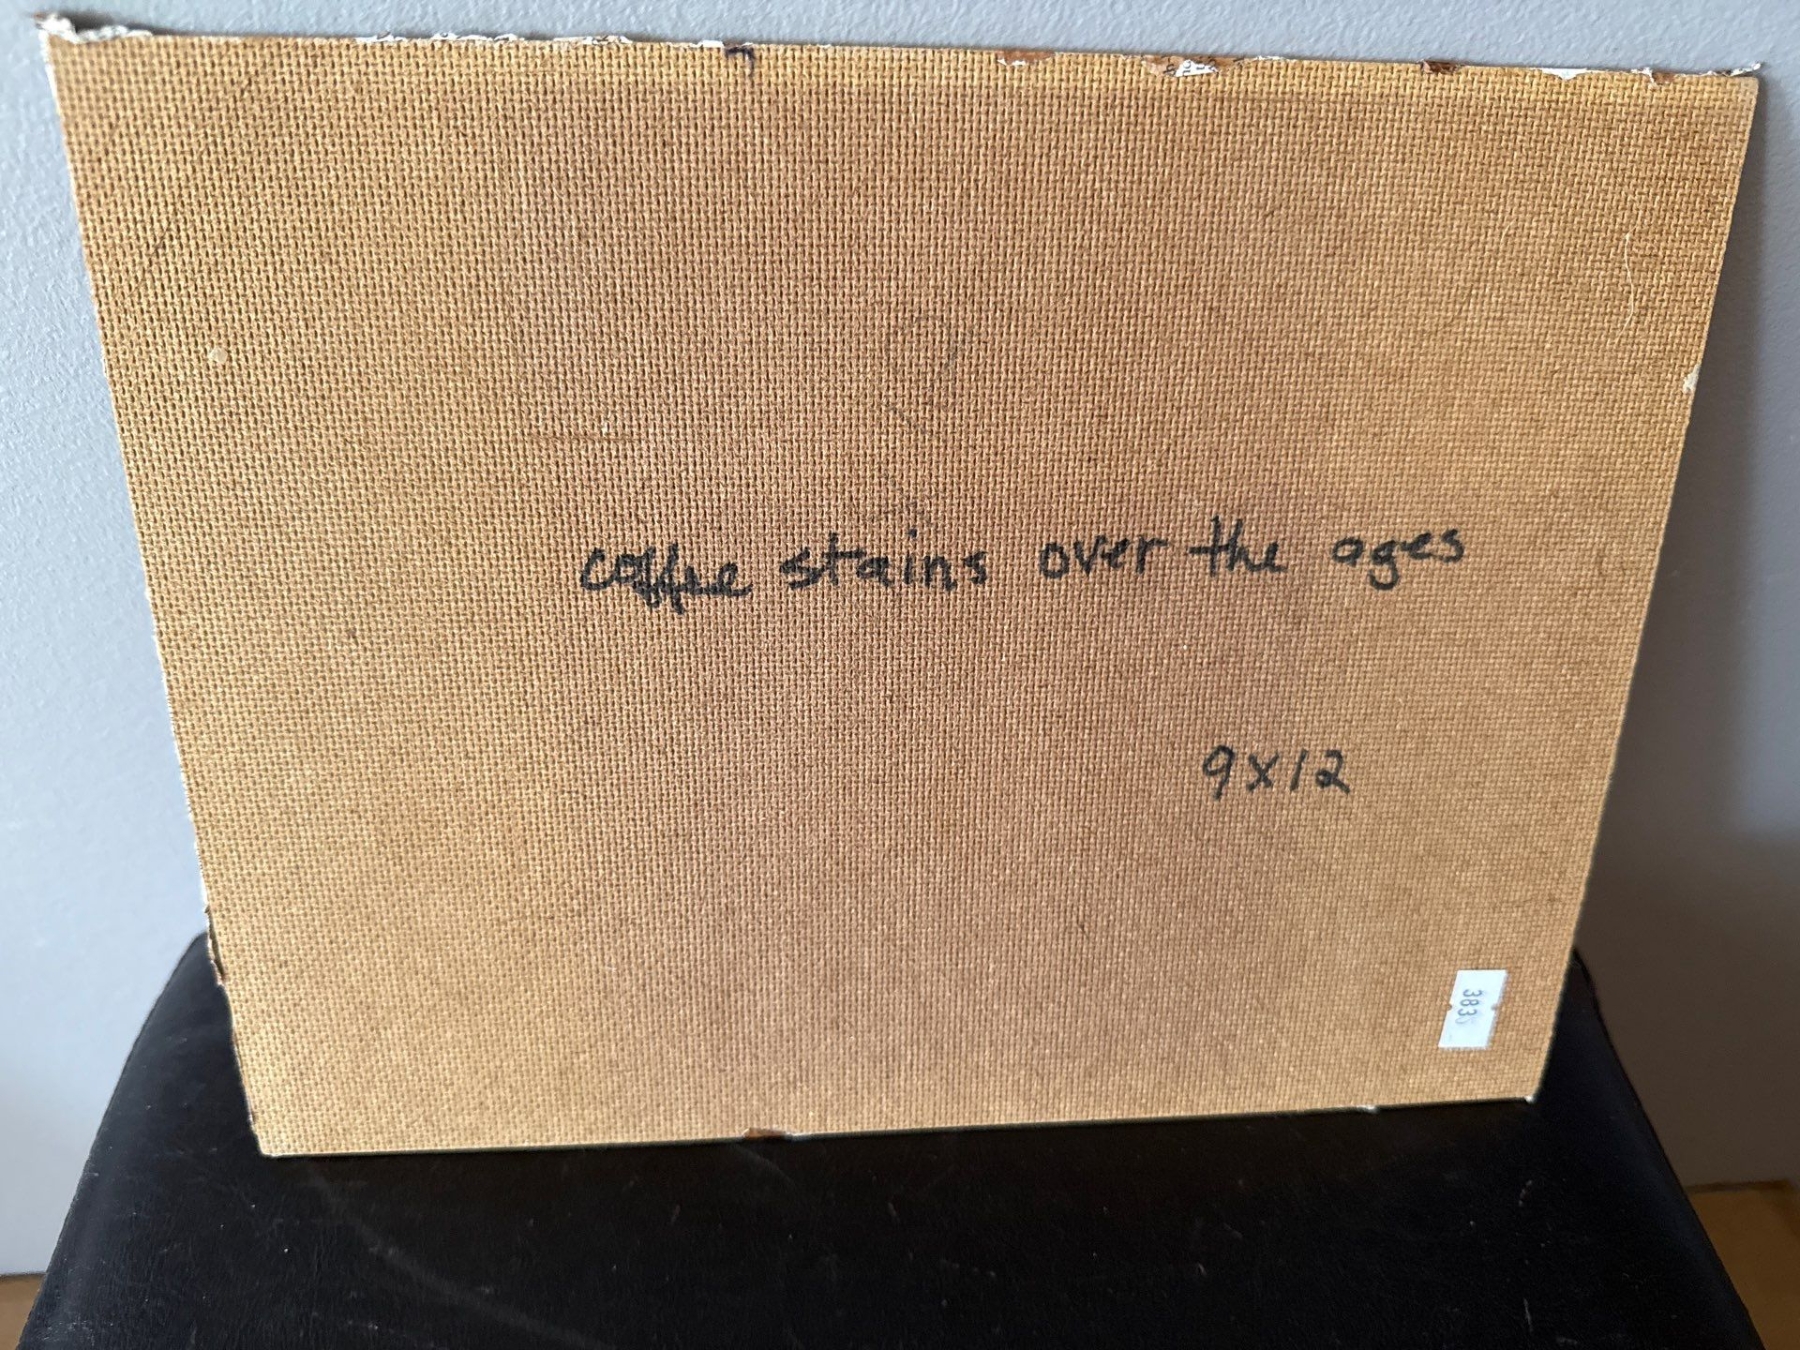 coffee stains over the ages
9x12
383